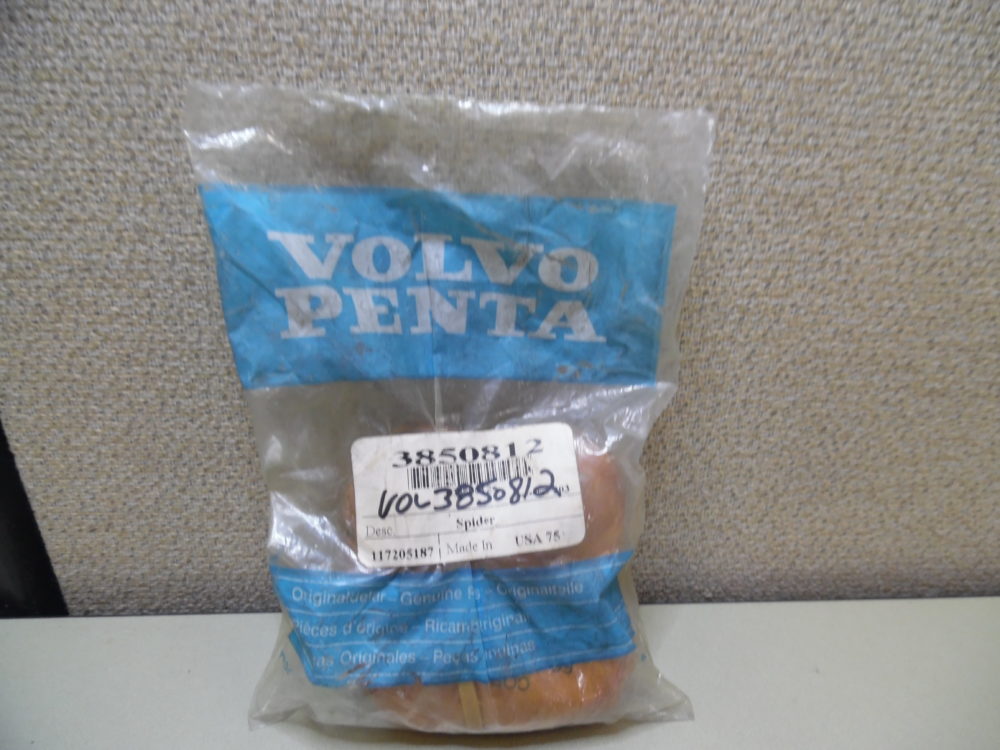 VOLVO
PENTA
3850812
VOL3850812
Desc. Spider
117205187 Made In USA 75
Originaldelar - Genuine - Originalteile
Pièces d'origine - Ricambi originali
Originales - Peças